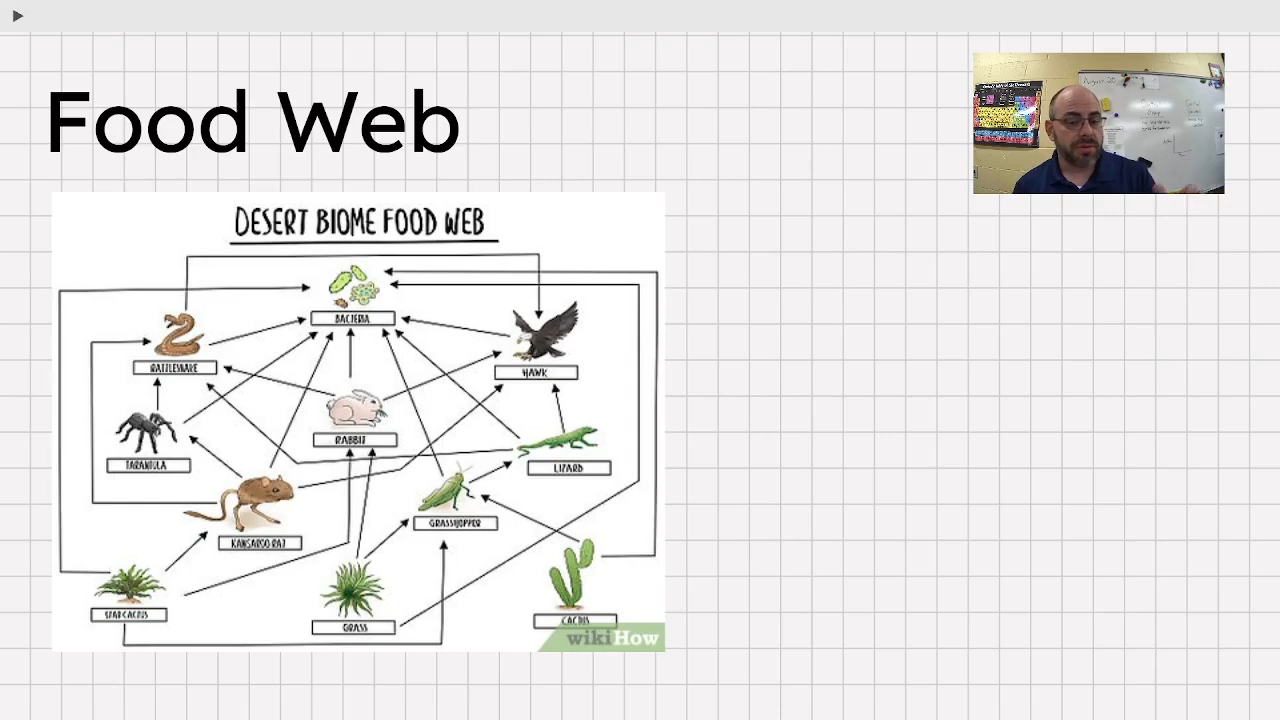 Food Web
DESERT BIOME FOOD WEB
BACTERIA
RATTLESNAKE
HAWK
RABBIT
TARANTULA
LIZARD
GRASSHOPPER
KANGAROO RAT
STAR CACTUS
GRASS
CACTUS
wikiHow